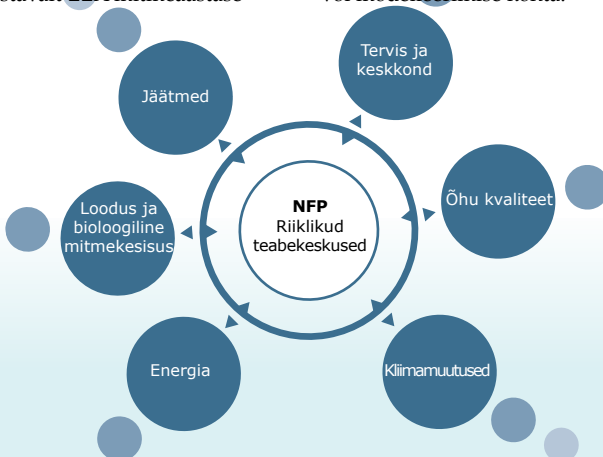 Tervis ja
keskkond
Jäätmed
Õhu kvaliteet
Loodus ja
bioloogiline
mitmekesisus
NFP
Riiklikud
teabekeskused
Energia
Kliimamuutused